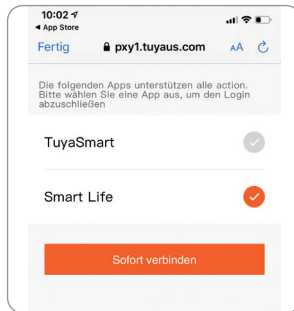 10:02
App Store
Fertig pxy1.tuyaus.com AA
Die folgenden Apps unterstützen alle action.
Bitte wählen Sie eine App aus, um den Login
abzuschließen
TuyaSmart
Smart Life
Sofort verbinden